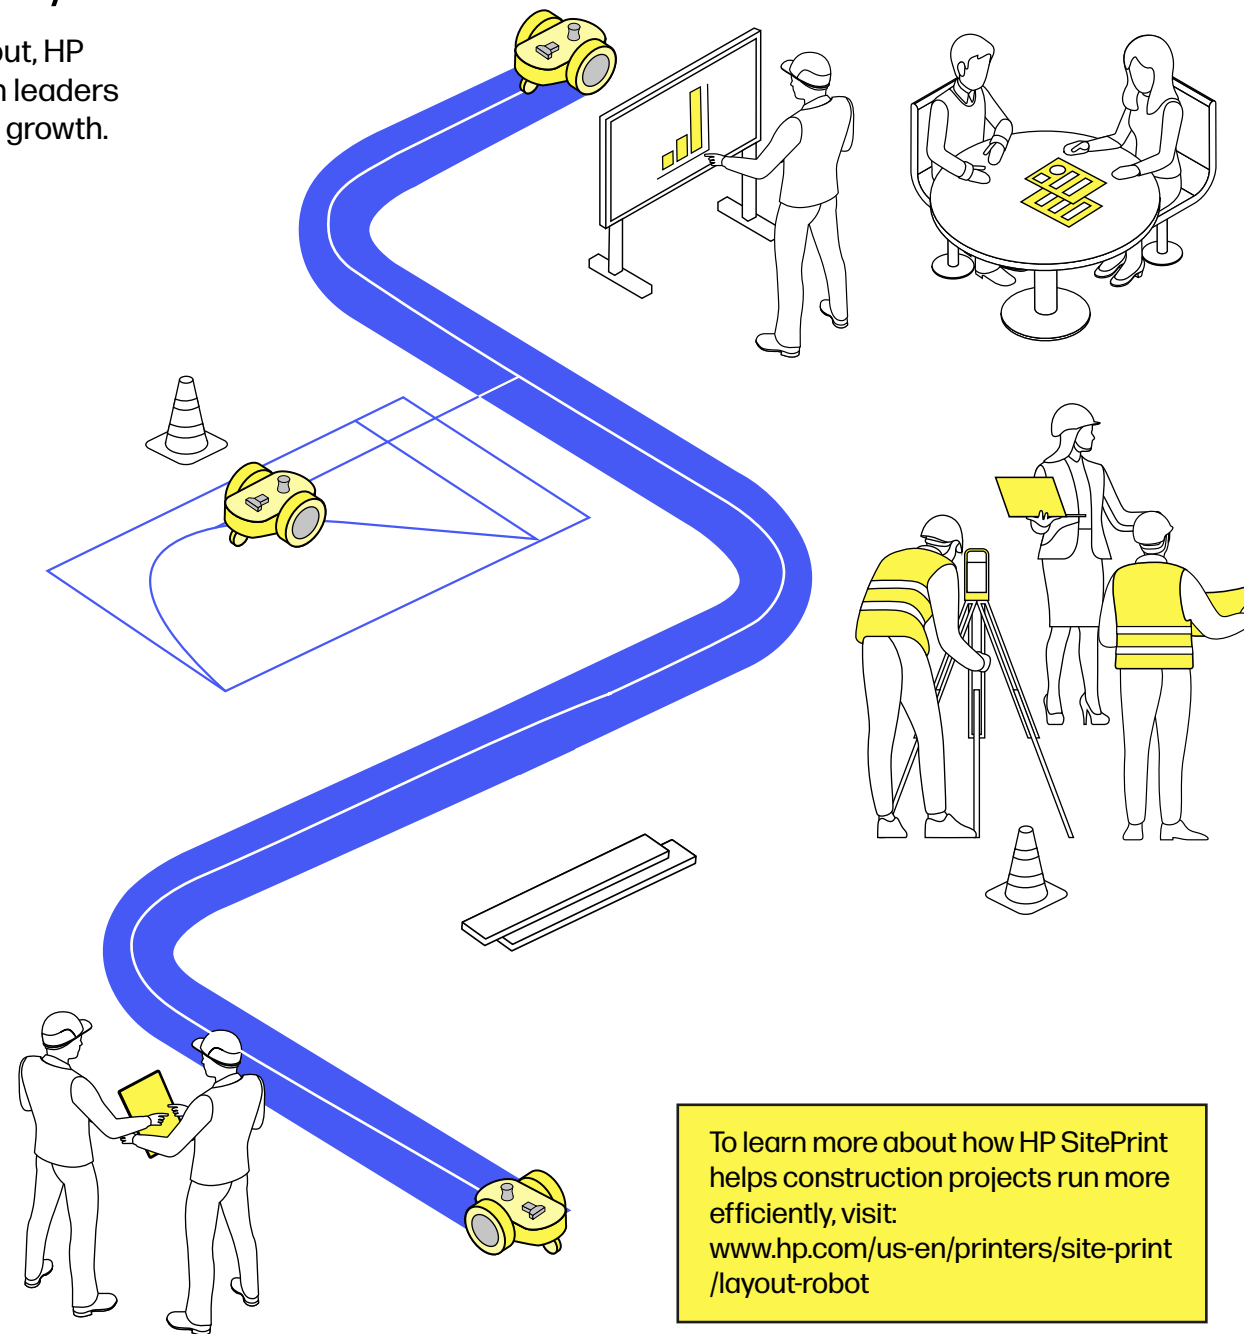 out, HP
leaders
growth.
To learn more about how HP SitePrint
helps construction projects run more
efficiently, visit:
www.hp.com/us-en/printers/site-print
/layout-robot